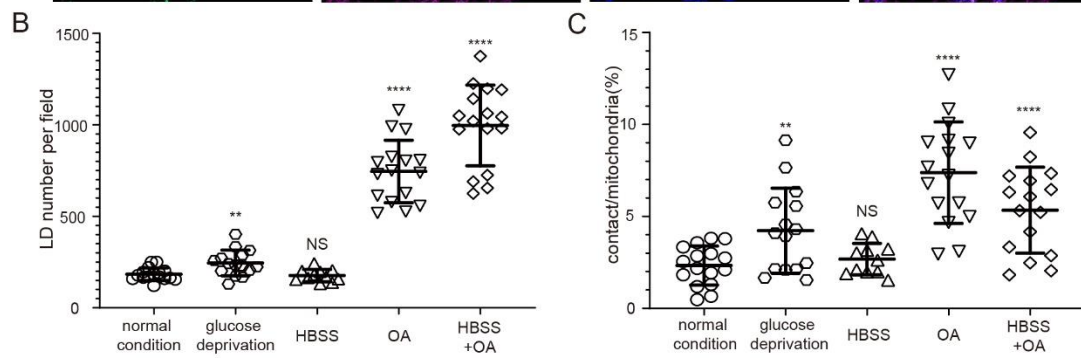 B
LD number per field
1500
1000
500
0
**
NS
****
****
normal
condition
glucose
deprivation
HBSS
OA
HBSS
+OA
C
contact/mitochondria(%)
15
10
5
0
**
NS
****
****
normal
condition
glucose
deprivation
HBSS
OA
HBSS
+OA